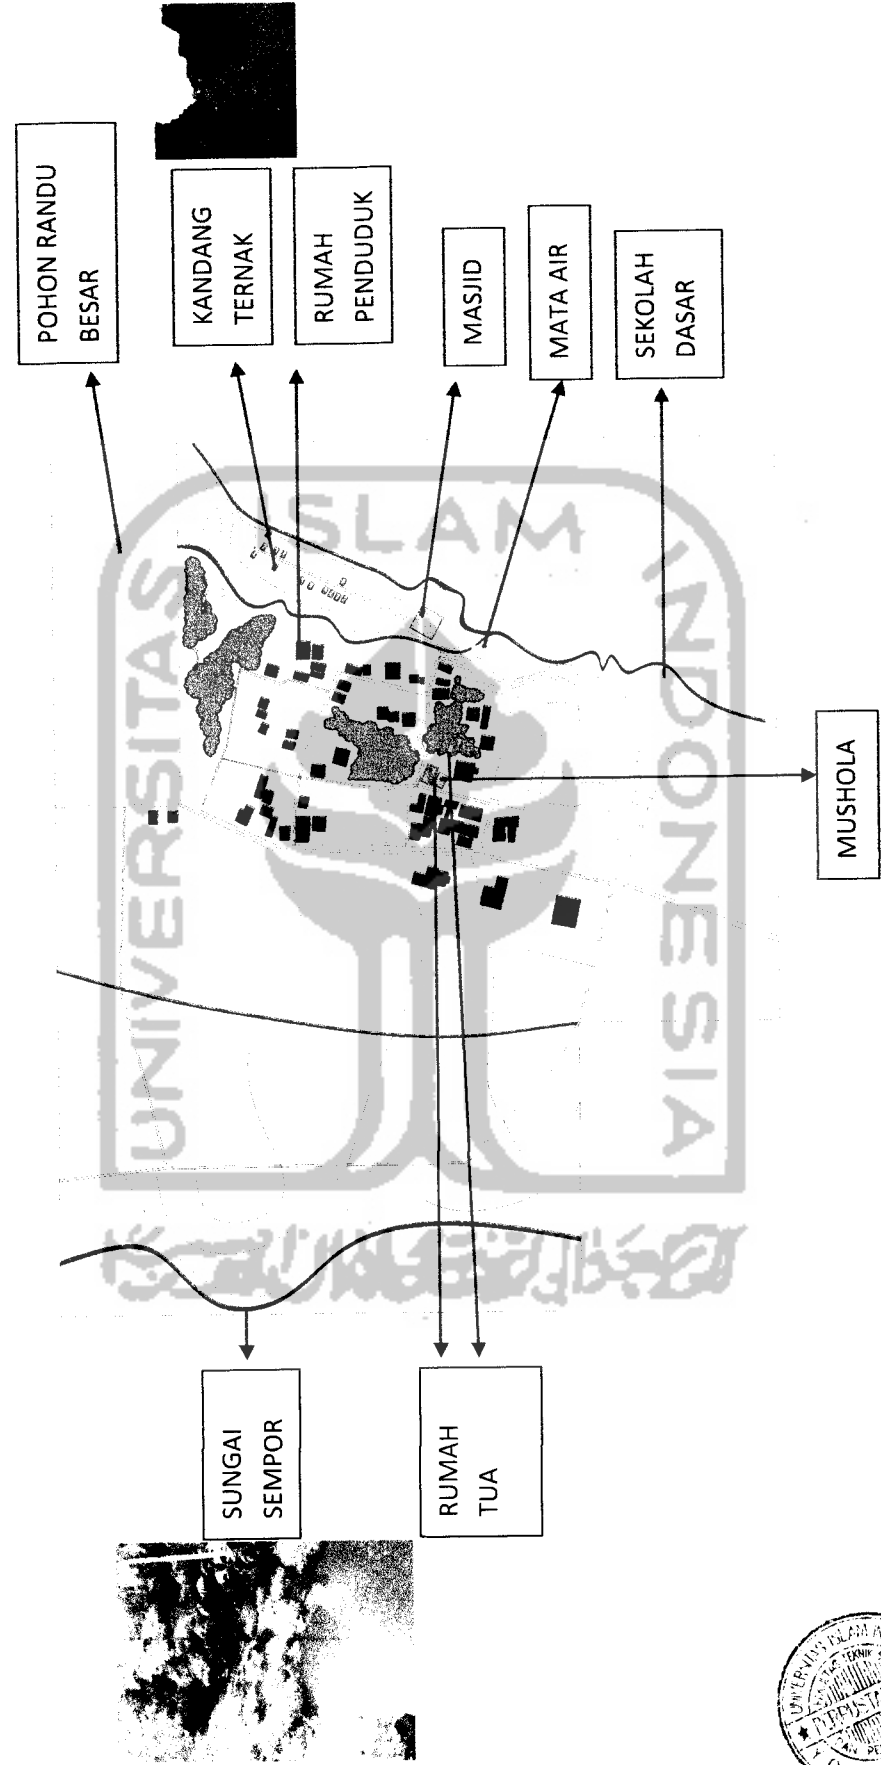 POHON RANDU
BESAR
KANDANG
TERNAK
RUMAH
PENDUDUK
MASJID
MATA AIR
SEKOLAH
DASAR
MUSHOLA
SUNGAI
SEMPOR
RUMAH
TUA
UNIVERSITAS
ISLAM
INDONESIA